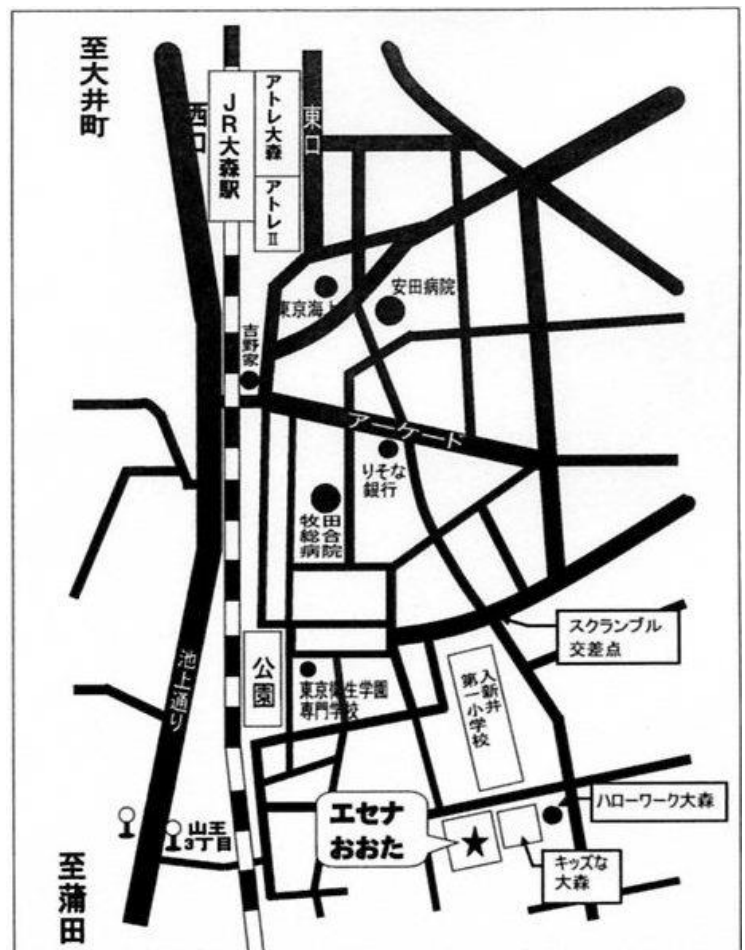 至大井町
西口
JR大森駅
アトレ大森
アトレⅡ
東口
東京海上
安田病院
吉野家
アーケード
りそな
銀行
牧田
総合
病院
スクランブル
交差点
公園
池上通り
東京衛生学園
専門学校
入新井
第一小学校
ハローワーク大森
エセナ
おおた
キッズな
大森
山王
3丁目
至蒲田